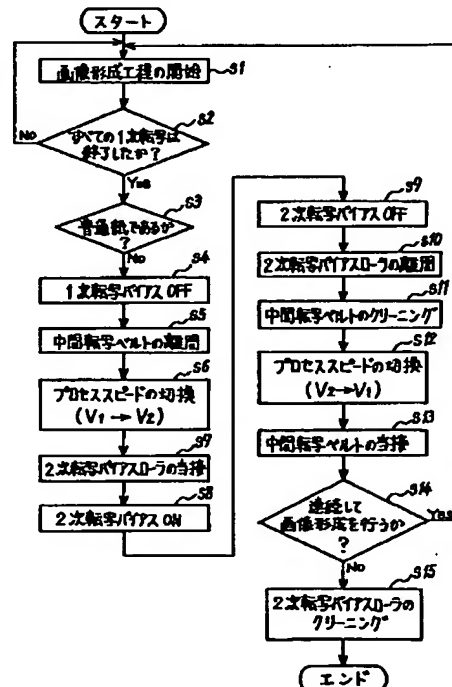 スタート
画像形成工程の開始
S1
すべての1次転写は
終了したか?
S2
No
Yes
普通紙であるか
?
S3
No
S4
1次転写バイアス OFF
S5
中間転写ベルトの離間
S6
プロセススピードの切換
(V1 → V2)
S7
2次転写バイアスローラの当接
S8
2次転写バイアス ON
S9
2次転写バイアス OFF
S10
2次転写バイアスローラの離間
S11
中間転写ベルトのクリーニング
S12
プロセススピードの切換
(V2→V1)
S13
中間転写ベルトの当接
S14
連続して
画像形成を行うか
?
Yes
No
S15
2次転写バイアスローラの
クリーニング
エンド